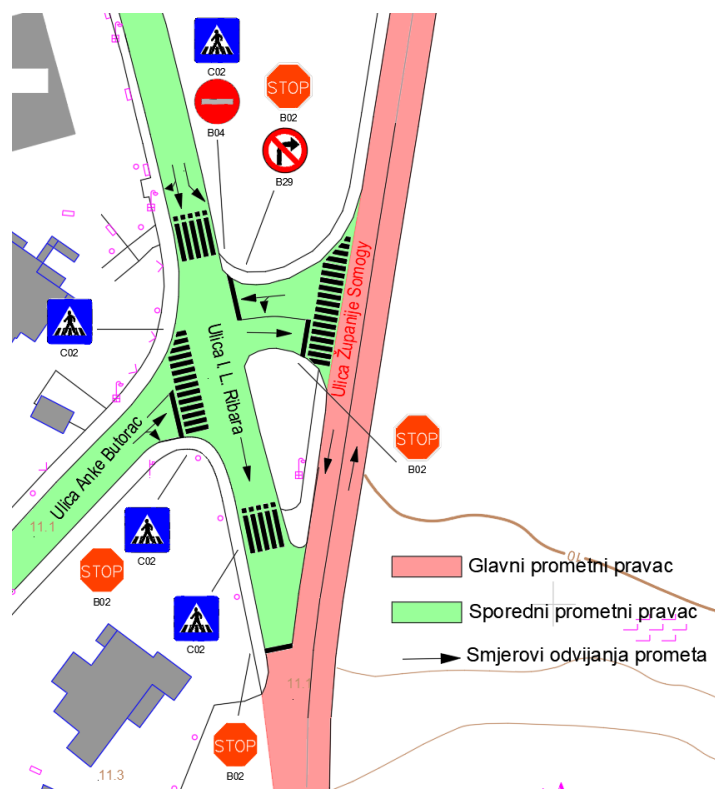 C02
B04
STOP
B02
B29
Ulica Županije Somogy
C02
Ulica I. L. Ribara
STOP
B02
Ulica Anke Butorac
11.1
C02
STOP
B02
C02
10
Glavni prometni pravac
Sporedni prometni pravac
Smjerovi odvijanja prometa
11.1
STOP
B02
11.3